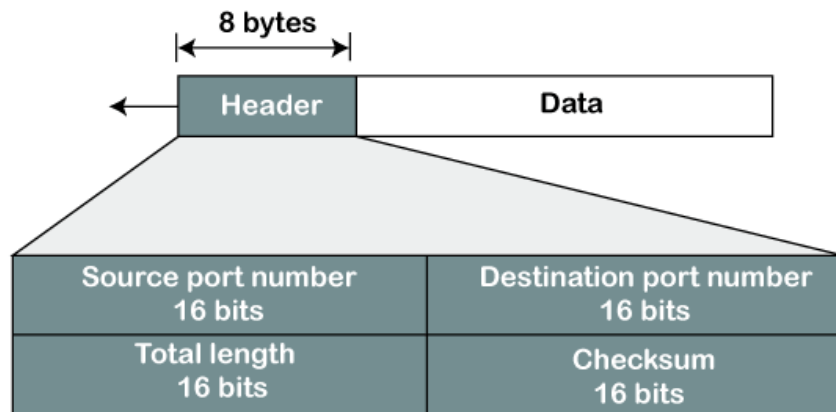 8 bytes
Header
Data
Source port number
16 bits
Destination port number
16 bits
Total length
16 bits
Checksum
16 bits